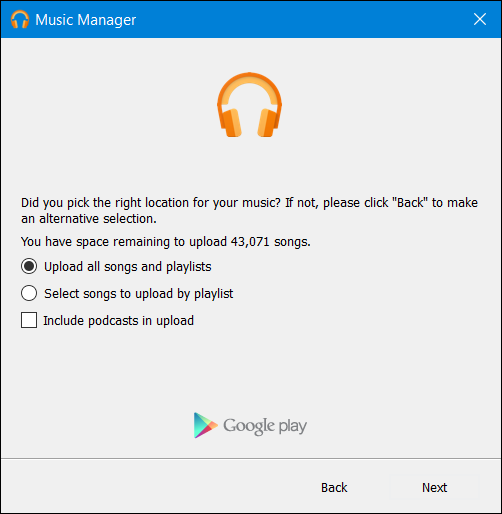 Music Manager
Did you pick the right location for your music? If not, please click "Back" to make
an alternative selection.
You have space remaining to upload 43,071 songs.
Upload all songs and playlists
Select songs to upload by playlist
Include podcasts in upload
Google play
Back Next